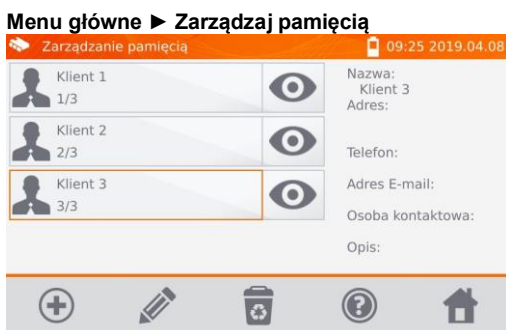 Menu główne ► Zarządzaj pamięcią
Zarządzanie pamięcią
09:25 2019.04.08
Klient 1
1/3
Klient 2
2/3
Klient 3
3/3
Nazwa:
Klient 3
Adres:
Telefon:
Adres E-mail:
Osoba kontaktowa:
Opis: